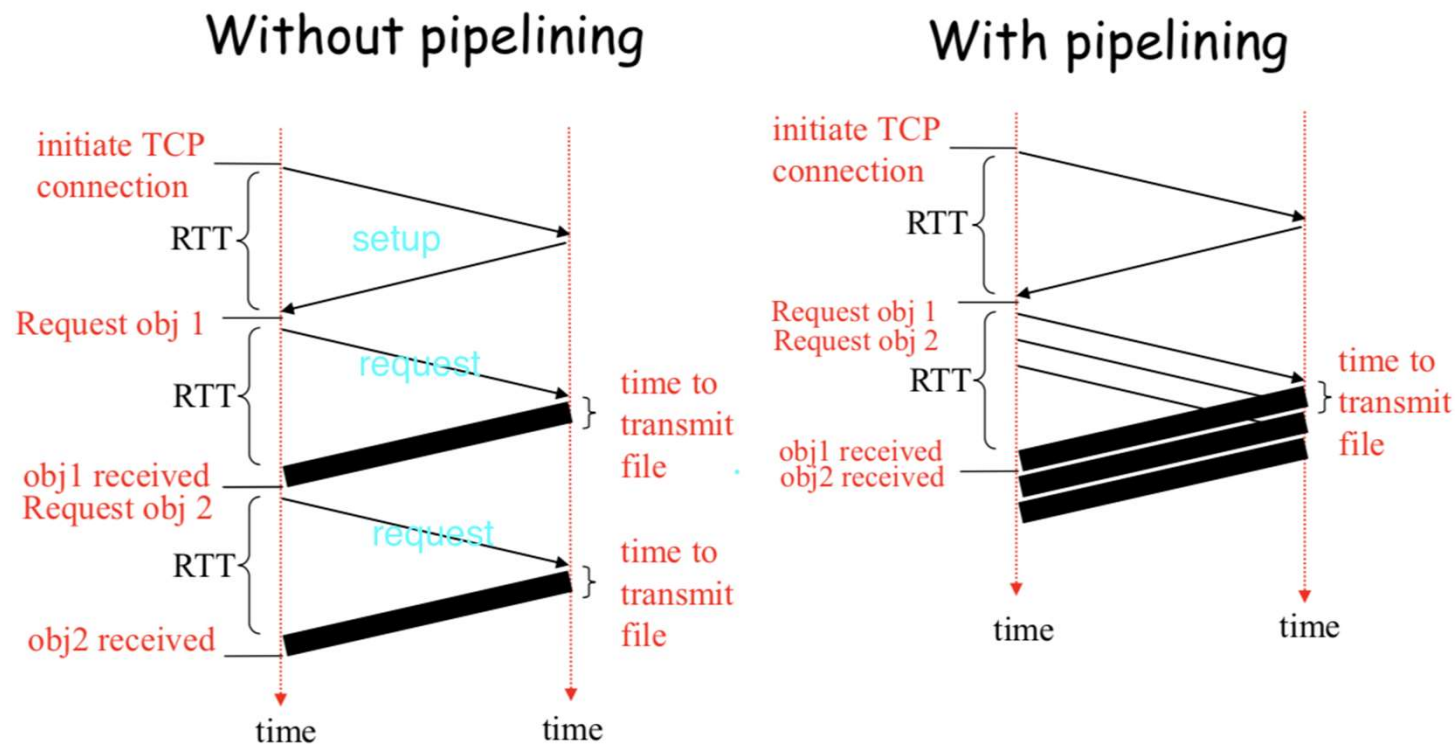 Without pipelining
initiate TCP
connection
RTT
setup
Request obj 1
request
RTT
time to
transmit
file
obj1 received
Request obj 2
request
RTT
time to
transmit
file
obj2 received
time
time
With pipelining
initiate TCP
connection
RTT
Request obj 1
Request obj 2
RTT
time to
transmit
file
obj1 received
obj2 received
time
time